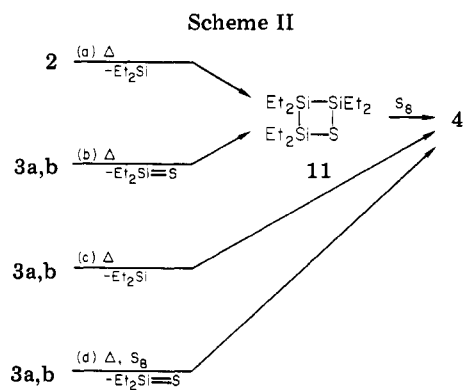 Scheme II
2 (a) Δ
-Et₂Si
Et₂Si—SiEt₂ S₈ 4
Et₂Si—S
3a,b (b) Δ
-Et₂Si=S
11
3a,b (c) Δ
-Et₂Si
3a,b (d) Δ, S₈
-Et₂Si=S